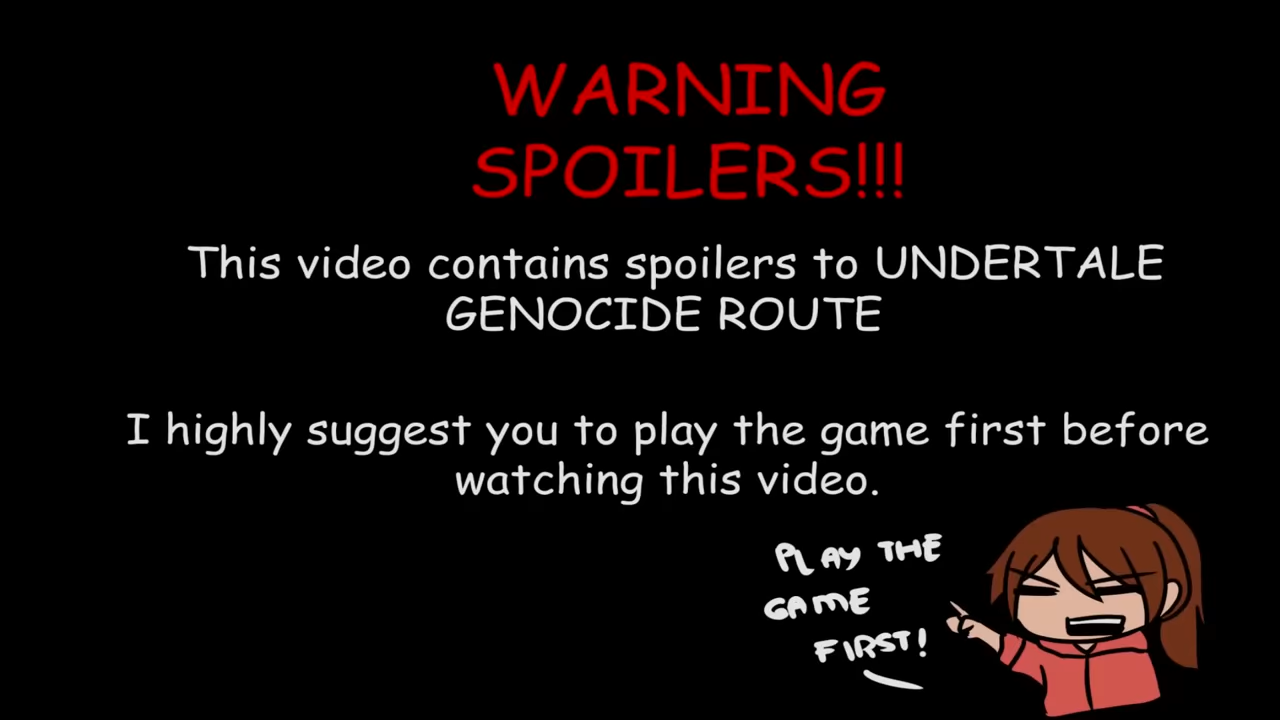 WARNING
SPOILERS!!!
This video contains spoilers to UNDERTALE
GENOCIDE ROUTE
I highly suggest you to play the game first before
watching this video.
PLAY THE
GAME
FIRST!